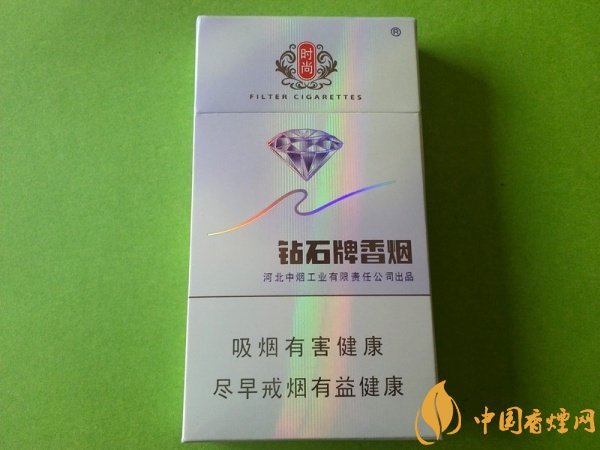 时尚
®
FILTER CIGARETTES
钻石牌香烟
河北中烟工业有限责任公司出品
吸烟有害健康
尽早戒烟有益健康
中国香煙网